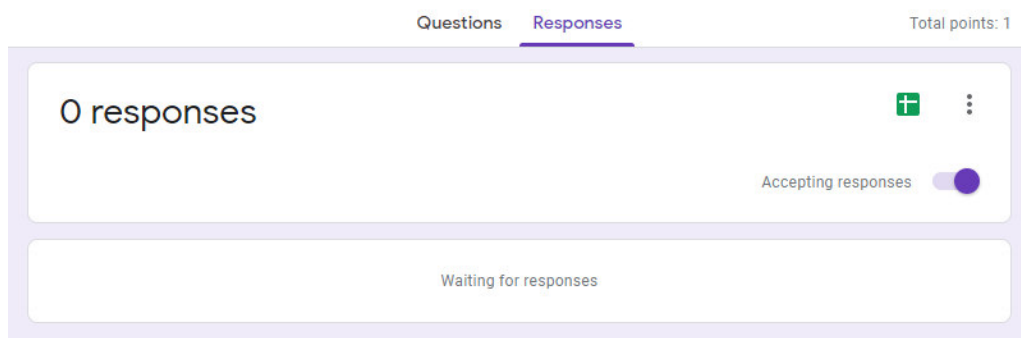 Questions Responses Total points: 1
0 responses
Accepting responses
Waiting for responses